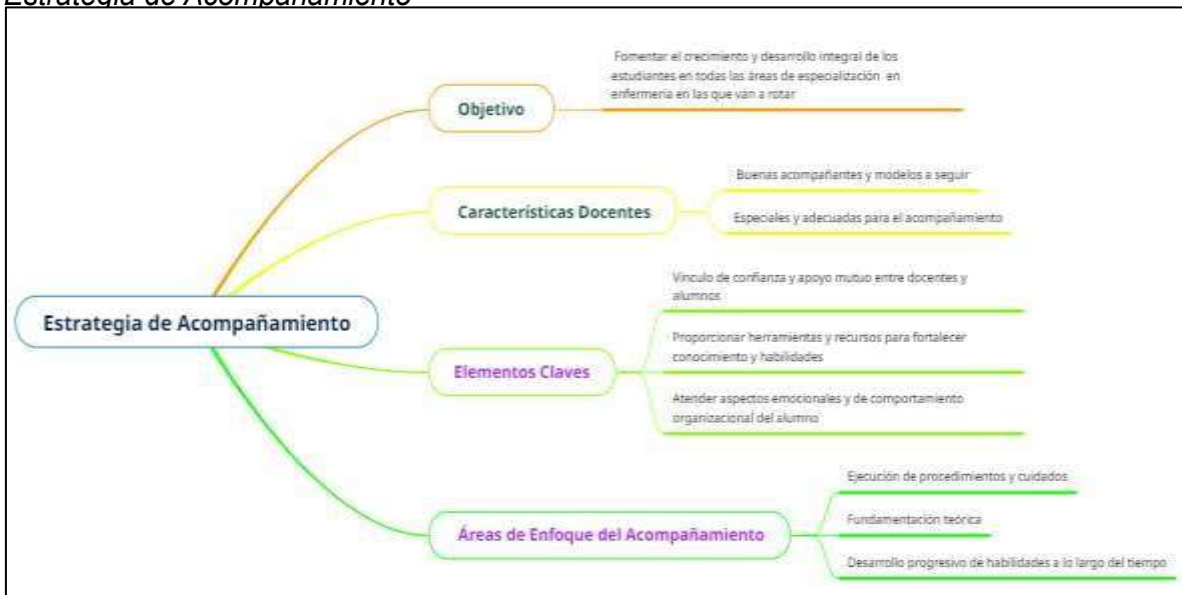 Estrategia de Acompañamiento
Fomentar el crecimiento y desarrollo integral de los
estudiantes en todas las áreas de especialización en
enfermería en las que van a rotar
Objetivo
Buenas acompañantes y modelos a seguir
Características Docentes
Especiales y adecuadas para el acompañamiento
Vínculo de confianza y apoyo mutuo entre docentes y
alumnos
Estrategia de Acompañamiento
Proporcionar herramientas y recursos para fortalecer
conocimiento y habilidades
Elementos Claves
Atender aspectos emocionales y de comportamiento
organizacional del alumno
Ejecución de procedimientos y cuidados
Fundamentación teórica
Áreas de Enfoque del Acompañamiento
Desarrollo progresivo de habilidades a lo largo del tiempo